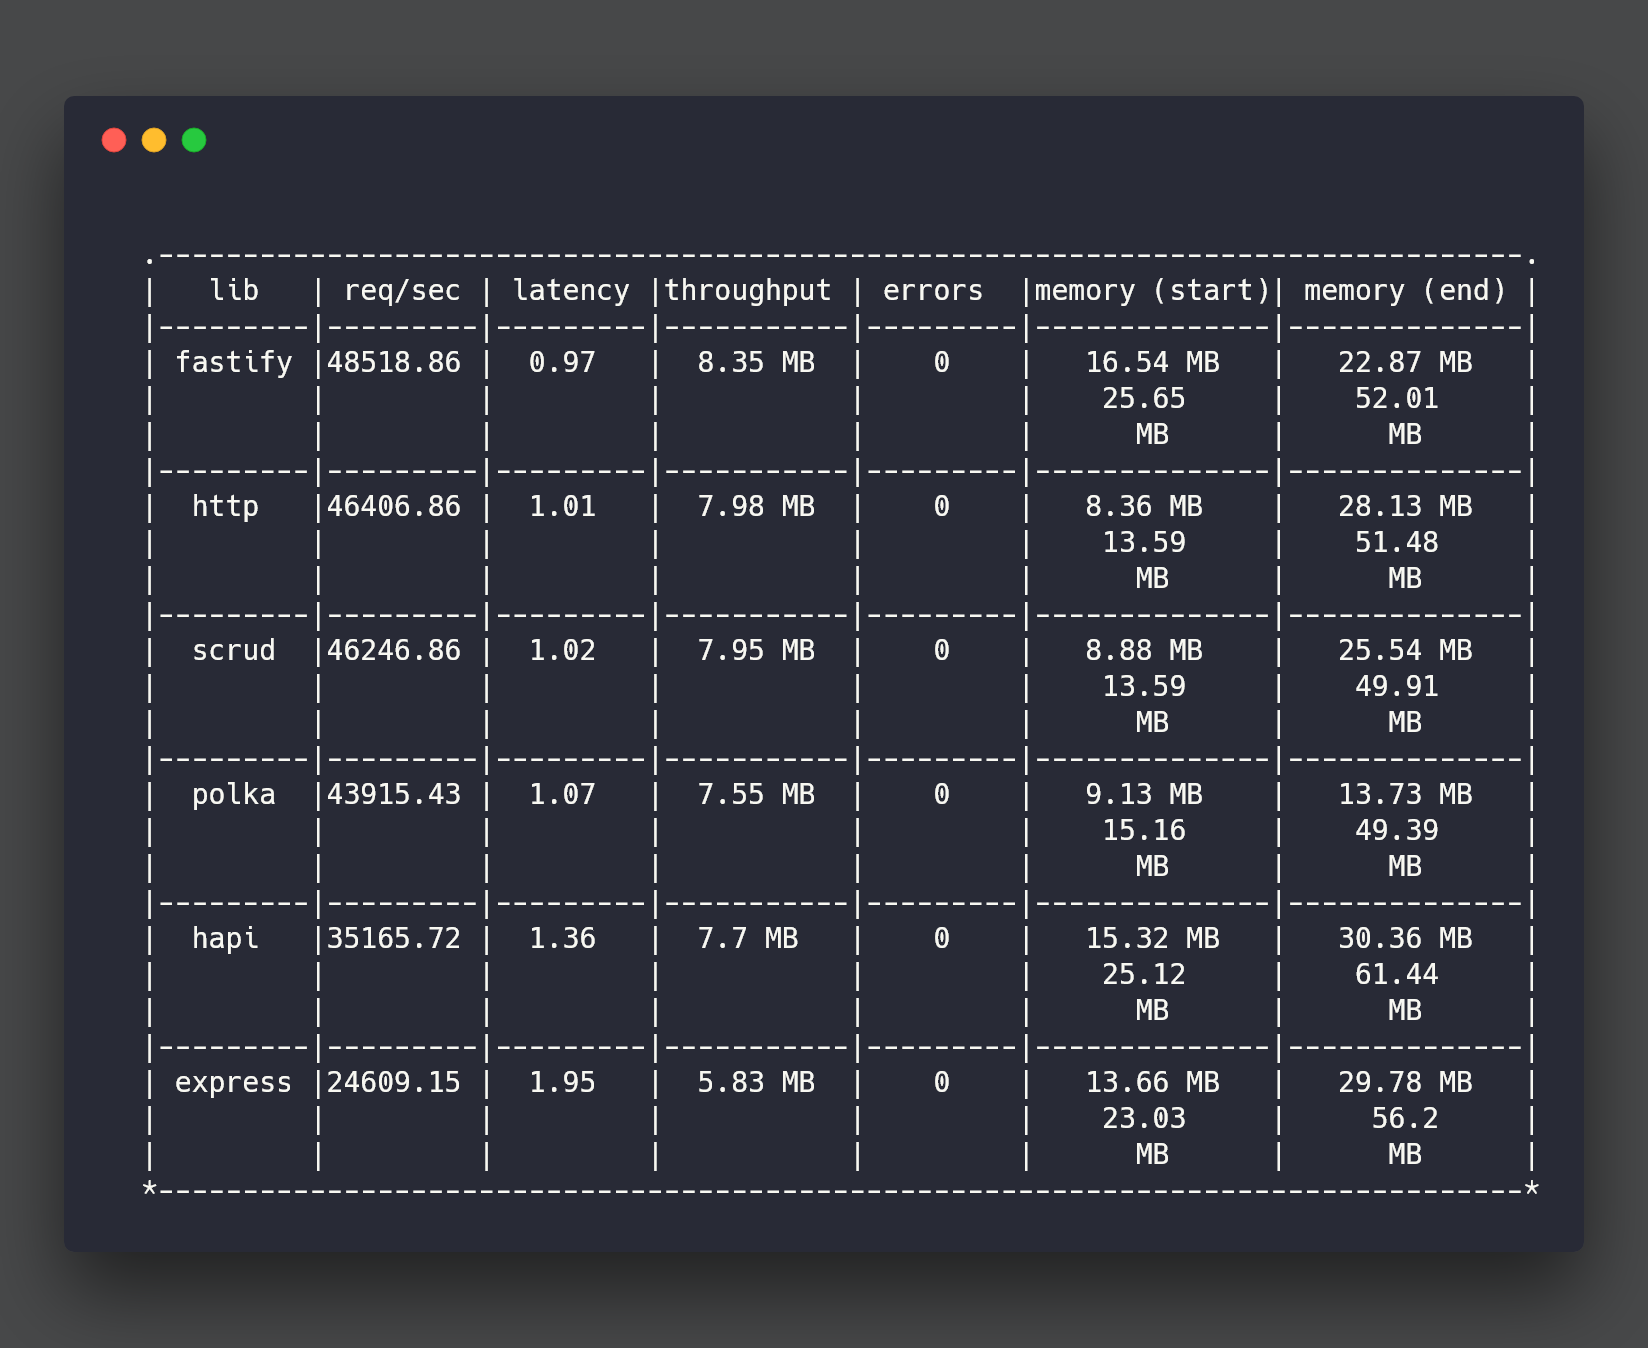 .---------------------------------------------------------------------------------.
|   lib   | req/sec | latency |throughput | errors  |memory (start)| memory (end) |
|---------|---------|---------|-----------|---------|--------------|--------------|
| fastify |48518.86 |  0.97   |  8.35 MB  |    0    |   16.54 MB   |   22.87 MB   |
|         |         |         |           |         |    25.65     |    52.01     |
|         |         |         |           |         |      MB      |      MB      |
|---------|---------|---------|-----------|---------|--------------|--------------|
|  http   |46406.86 |  1.01   |  7.98 MB  |    0    |   8.36 MB    |   28.13 MB   |
|         |         |         |           |         |    13.59     |    51.48     |
|         |         |         |           |         |      MB      |      MB      |
|---------|---------|---------|-----------|---------|--------------|--------------|
|  scrud  |46246.86 |  1.02   |  7.95 MB  |    0    |   8.88 MB    |   25.54 MB   |
|         |         |         |           |         |    13.59     |    49.91     |
|         |         |         |           |         |      MB      |      MB      |
|---------|---------|---------|-----------|---------|--------------|--------------|
|  polka  |43915.43 |  1.07   |  7.55 MB  |    0    |   9.13 MB    |   13.73 MB   |
|         |         |         |           |         |    15.16     |    49.39     |
|         |         |         |           |         |      MB      |      MB      |
|---------|---------|---------|-----------|---------|--------------|--------------|
|  hapi   |35165.72 |  1.36   |  7.7 MB   |    0    |   15.32 MB   |   30.36 MB   |
|         |         |         |           |         |    25.12     |    61.44     |
|         |         |         |           |         |      MB      |      MB      |
|---------|---------|---------|-----------|---------|--------------|--------------|
| express |24609.15 |  1.95   |  5.83 MB  |    0    |   13.66 MB   |   29.78 MB   |
|         |         |         |           |         |    23.03     |     56.2     |
|         |         |         |           |         |      MB      |      MB      |
*---------------------------------------------------------------------------------*